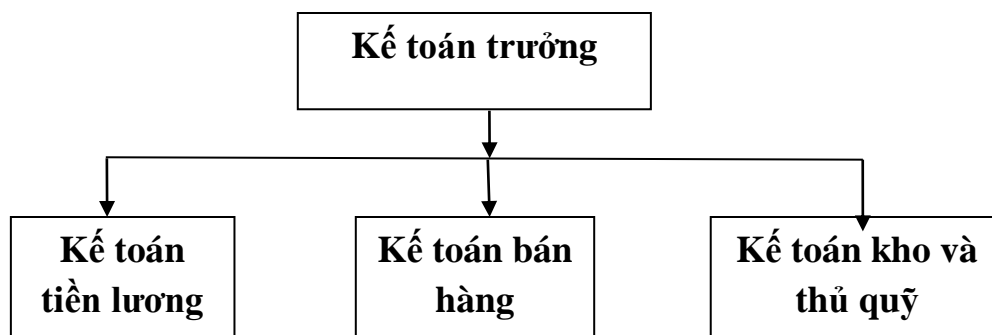 Kế toán trưởng
Kế toán
tiền lương
Kế toán bán
hàng
Kế toán kho và
thủ quỹ